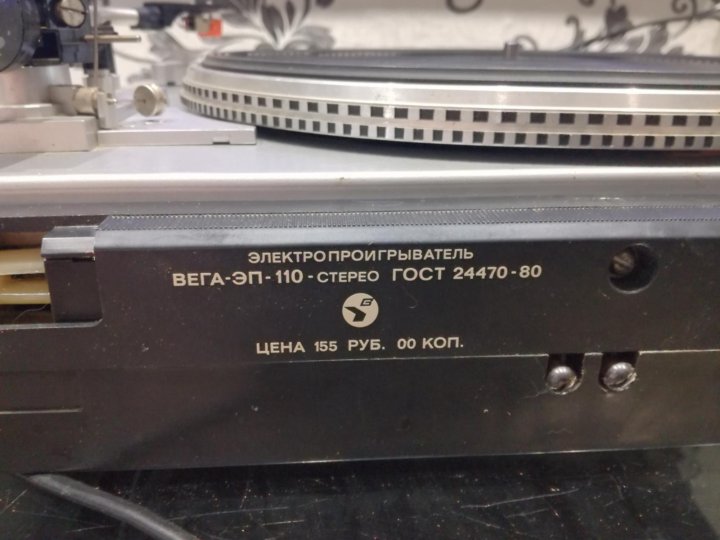 ЭЛЕКТРОПРОИГРЫВАТЕЛЬ
ВЕГА-ЭП-110-СТЕРЕО ГОСТ 24470-80
ЦЕНА 155 РУБ. 00 КОП.